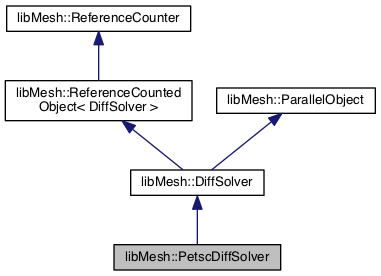 libMesh::ReferenceCounter
libMesh::ReferenceCounted
Object< DiffSolver >
libMesh::ParallelObject
libMesh::DiffSolver
libMesh::PetscDiffSolver